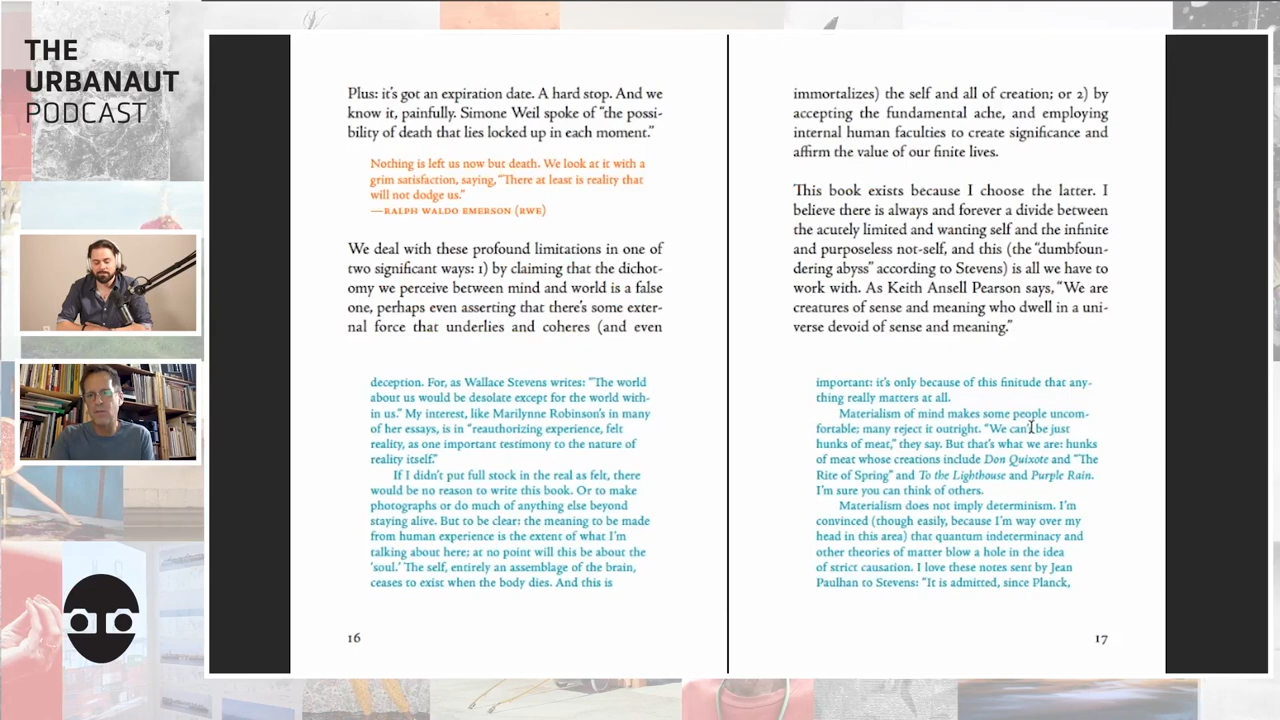 THE
URBANAUT
PODCAST
Plus: it's got an expiration date. A hard stop. And we
know it, painfully. Simone Weil spoke of "the possi-
bility of death that lies locked up in each moment."
Nothing is left us now but death. We look at it with a
grim satisfaction, saying, "There at least is reality that
will not dodge us."
—RALPH WALDO EMERSON (RWE)
We deal with these profound limitations in one of
two significant ways: 1) by claiming that the dichot-
omy we perceive between mind and world is a false
one, perhaps even asserting that there's some exter-
nal force that underlies and coheres (and even
deception. For, as Wallace Stevens writes: "The world
about us would be desolate except for the world with-
in us." My interest, like Marilynne Robinson's in many
of her essays, is in "reauthorizing experience, felt
reality, as one important testimony to the nature of
reality itself."
If I didn't put full stock in the real as felt, there
would be no reason to write this book. Or to make
photographs or do much of anything else beyond
staying alive. But to be clear: the meaning to be made
from human experience is the extent of what I'm
talking about here; at no point will this be about the
'soul.' The self, entirely an assemblage of the brain,
ceases to exist when the body dies. And this is
16
immortalizes) the self and all of creation; or 2) by
accepting the fundamental ache, and employing
internal human faculties to create significance and
affirm the value of our finite lives.
This book exists because I choose the latter. I
believe there is always and forever a divide between
the acutely limited and wanting self and the infinite
and purposeless not-self, and this (the "dumbfoun-
dering abyss" according to Stevens) is all we have to
work with. As Keith Ansell Pearson says, "We are
creatures of sense and meaning who dwell in a uni-
verse devoid of sense and meaning."
important: it's only because of this finitude that any-
thing really matters at all.
Materialism of mind makes some people uncom-
fortable; many reject it outright. "We can't be just
hunks of meat," they say. But that's what we are: hunks
of meat whose creations include Don Quixote and "The
Rite of Spring" and To the Lighthouse and Purple Rain.
I'm sure you can think of others.
Materialism does not imply determinism. I'm
convinced (though easily, because I'm way over my
head in this area) that quantum indeterminacy and
other theories of matter blow a hole in the idea
of strict causation. I love these notes sent by Jean
Paulhan to Stevens: "It is admitted, since Planck,
17